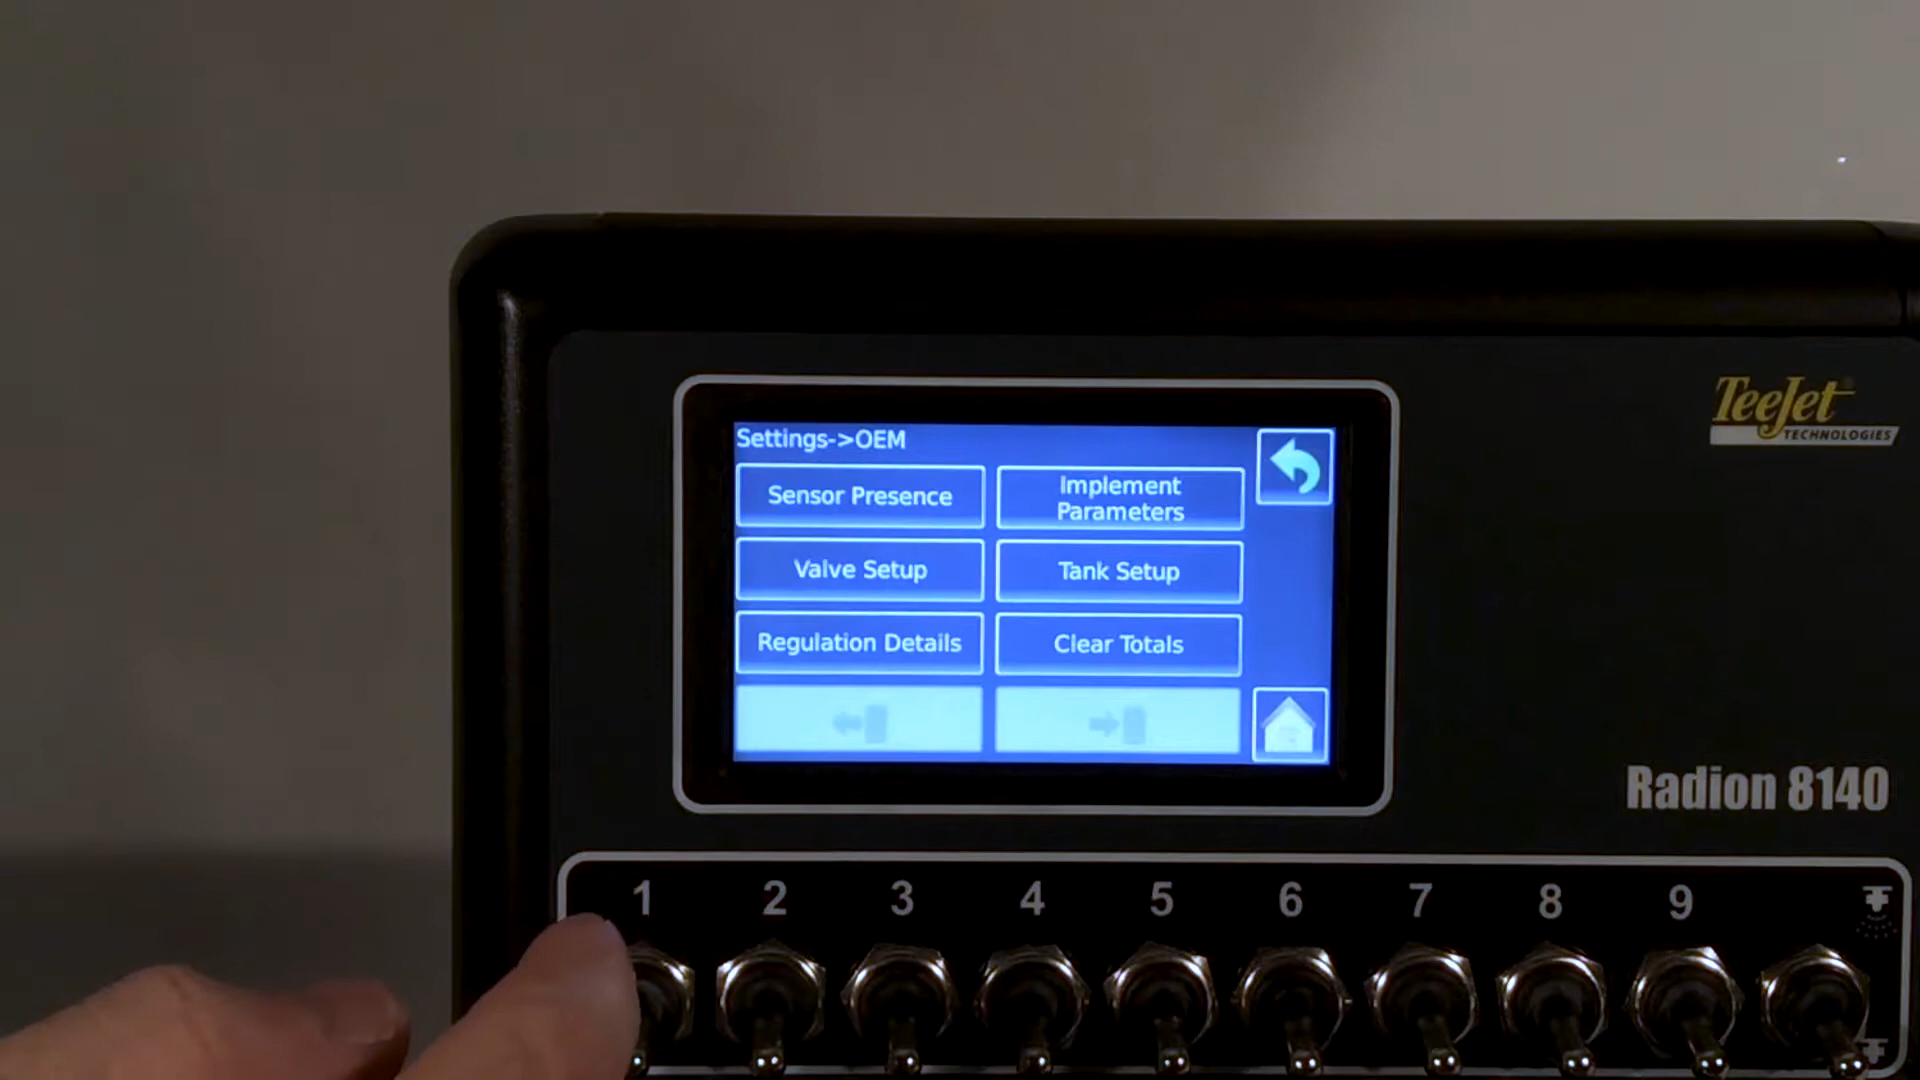 Settings->OEM
Sensor Presence
Implement
Parameters
Valve Setup
Tank Setup
Regulation Details
Clear Totals
TeeJet
TECHNOLOGIES
Radion 8140
1 2 3 4 5 6 7 8 9